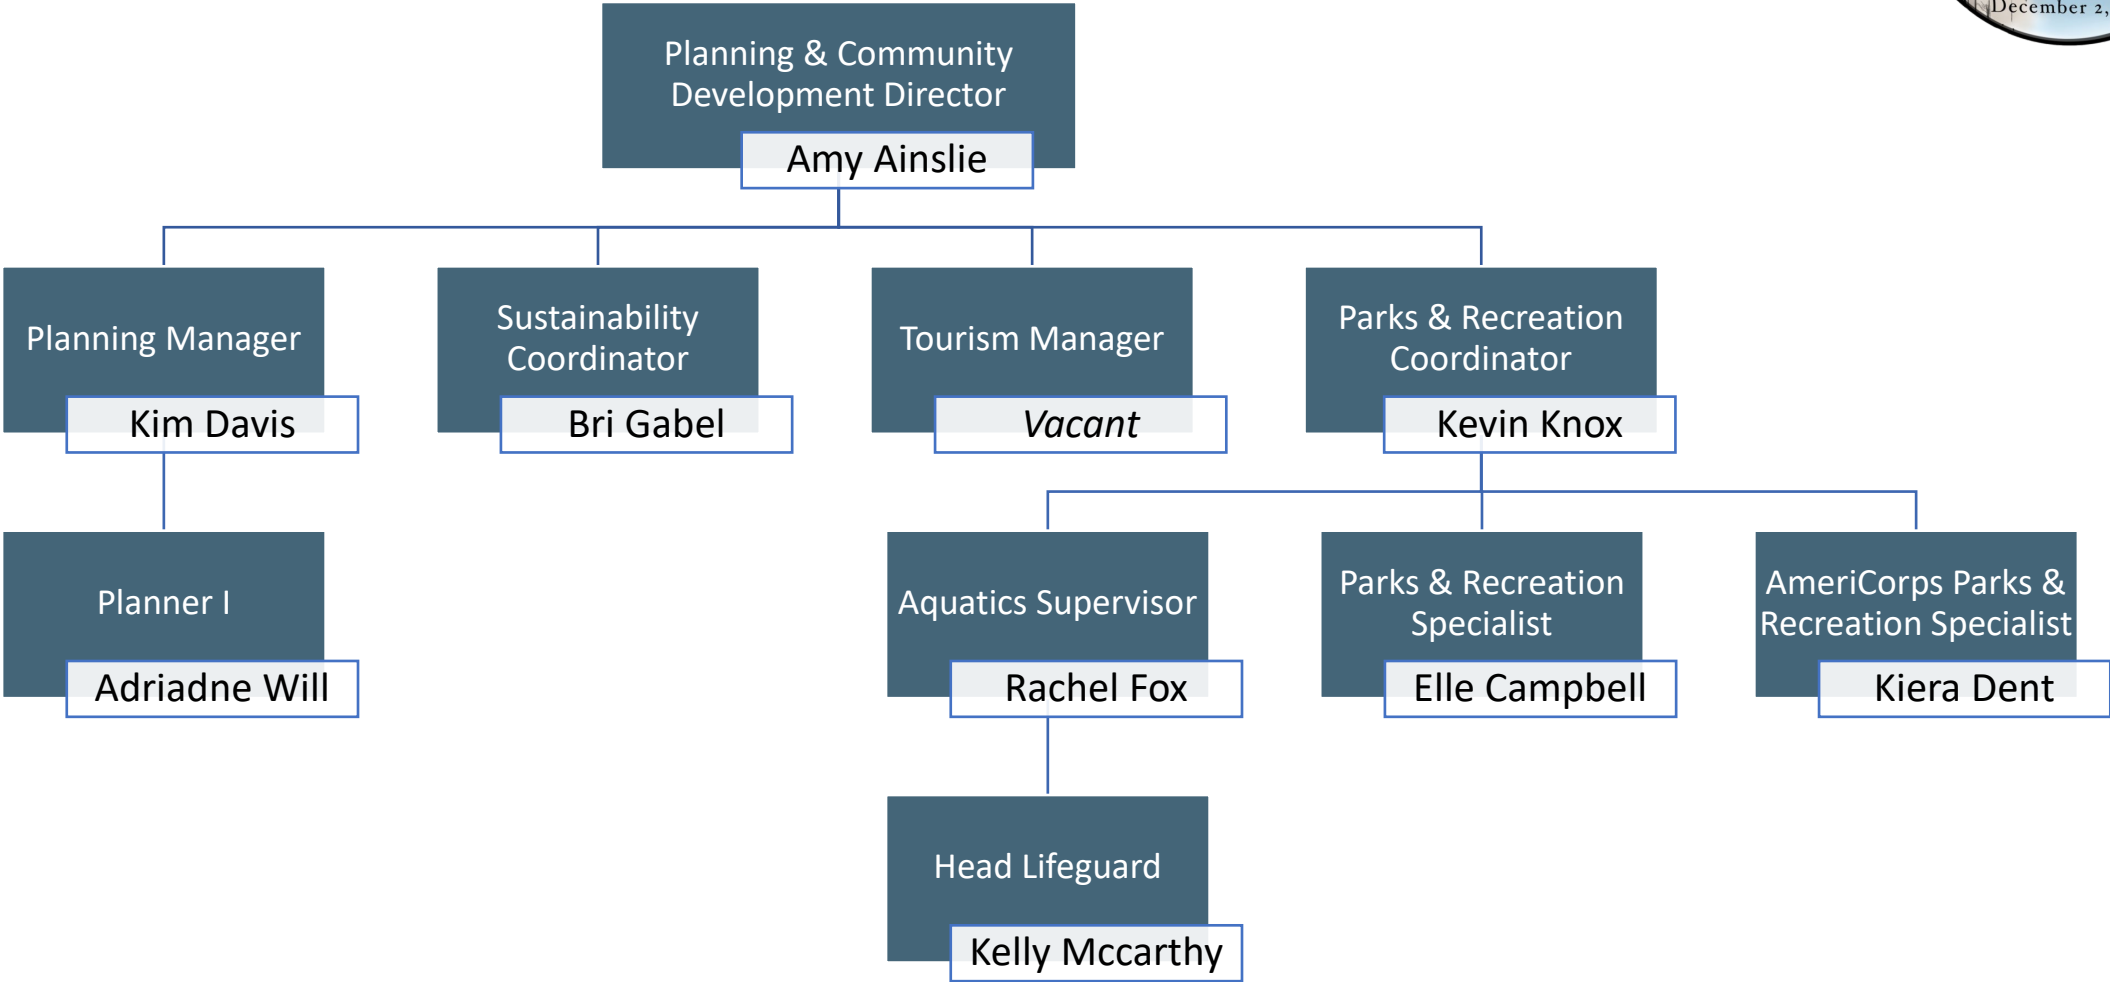 December 2,
Planning & Community
Development Director
Amy Ainslie
Planning Manager
Kim Davis
Sustainability
Coordinator
Bri Gabel
Tourism Manager
Vacant
Parks & Recreation
Coordinator
Kevin Knox
Planner I
Adriadne Will
Aquatics Supervisor
Rachel Fox
Parks & Recreation
Specialist
Elle Campbell
AmeriCorps Parks &
Recreation Specialist
Kiera Dent
Head Lifeguard
Kelly Mccarthy